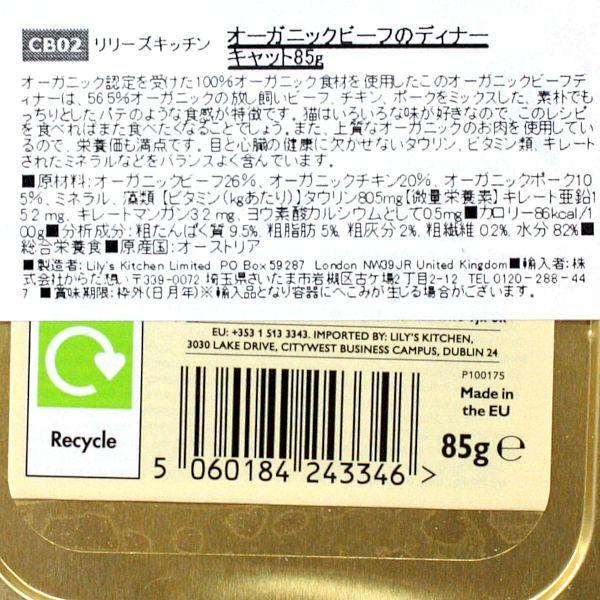 CB02 リリーズキッチン オーガニックビーフのディナー
キャット85g
オーガニック認定を受けた100%オーガニック食材を使用したこのオーガニックビーフデ
ィナーは、56.5%オーガニックの放し飼いビーフ、チキン、ポークをミックスした、素朴でも
っちりとしたパテのような食感が特徴です。猫はいろいろな味が好きなので、このレシピ
を食べればまた食べたくなることでしょう。また、上質なオーガニックのお肉を使用してい
るので、栄養価も満点です。目と心臓の健康に欠かせないタウリン、ビタミン類、キレート
されたミネラルなどをバランスよく含んでいます。
■原材料：オーガニックビーフ26%、オーガニックチキン20%、オーガニックポーク10.
5%、ミネラル、藻類【ビタミン(kgあたり)】タウリン805mg【微量栄養素】キレート亜鉛1
5.2mg、キレートマンガン3.2mg、ヨウ素酸カルシウムとして0.5mg■カロリー86kcal/1
00g■分析成分：粗たんぱく質 9.5%、粗脂肪 5%、粗灰分 2%、粗繊維 0.2%、水分 82%■
総合栄養食■原産国：オーストリア
■製造者：Lily's Kitchen Limited PO Box 59287 London NW39JR United Kingdom■輸入者：株
式会社からだ想い 〒339-0072 埼玉県さいたま市岩槻区古ケ場2丁目2-12 TEL 0120-288-44
7 ■賞味期限：枠外(日月年)※輸入品となり容器にへこみが生じる場合がございます。
EU: +353 1 513 3343. IMPORTED BY: LILY'S KITCHEN,
3030 LAKE DRIVE, CITYWEST BUSINESS CAMPUS, DUBLIN 24
P100175
Made in
the EU
Recycle
85g e
5 060184 243346 >